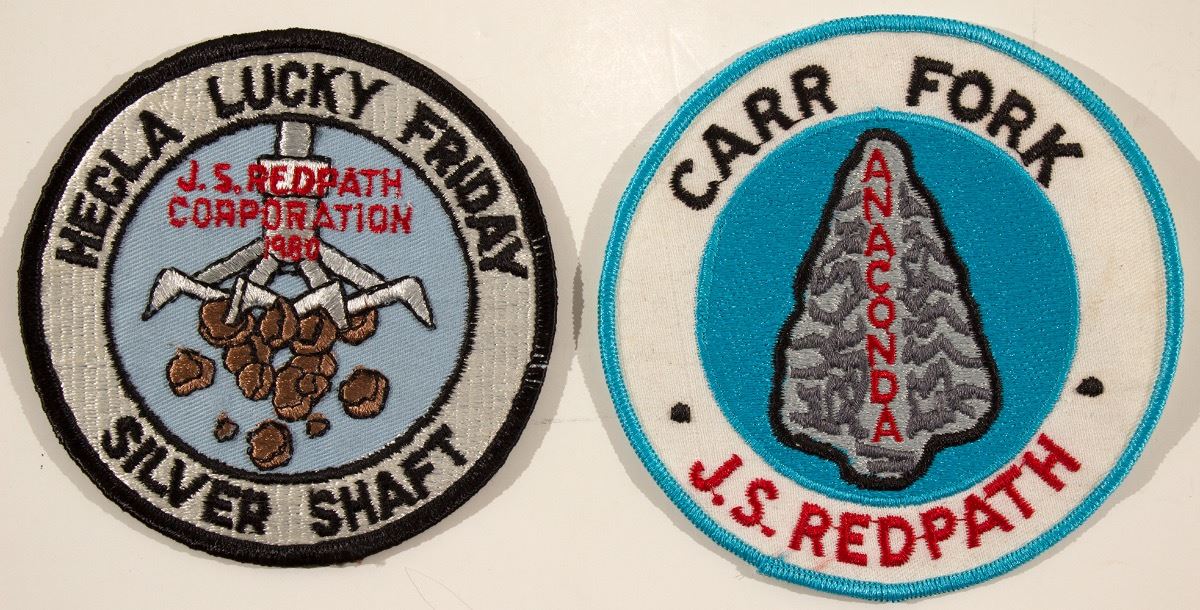 HECLA LUCKY FRIDAY
J.S. REDPATH
CORPORATION
1980
SILVER SHAFT
CARR FORK
ANACONDA
J.S. REDPATH